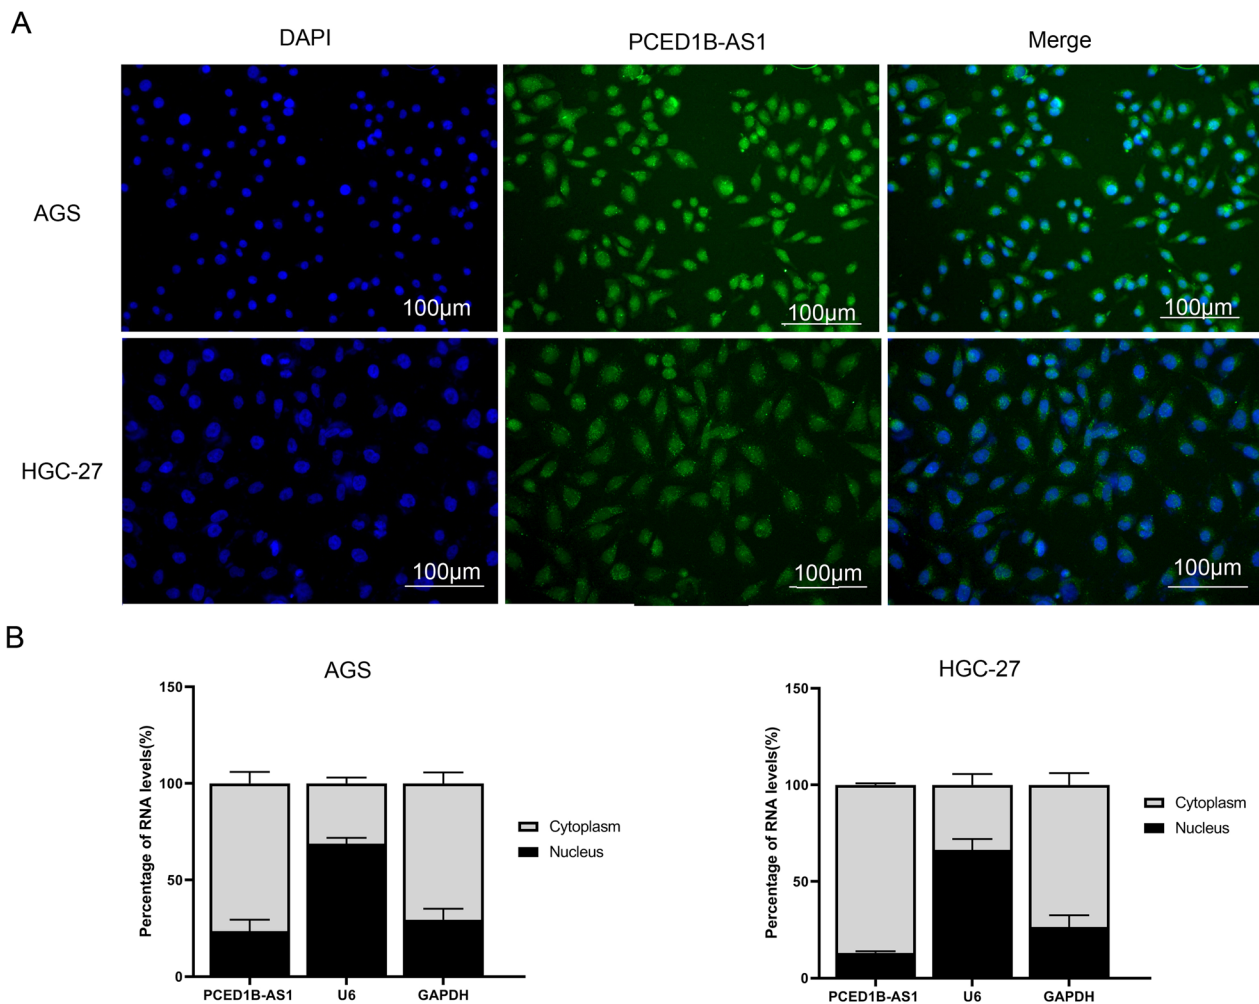 A
DAPI
PCED1B-AS1
Merge
AGS
100µm
100µm
100µm
HGC-27
100µm
100µm
100µm
B
AGS
Percentage of RNA levels(%)
150
100
50
0
PCED1B-AS1
U6
GAPDH
Cytoplasm
Nucleus
HGC-27
Percentage of RNA levels(%)
150
100
50
0
PCED1B-AS1
U6
GAPDH
Cytoplasm
Nucleus